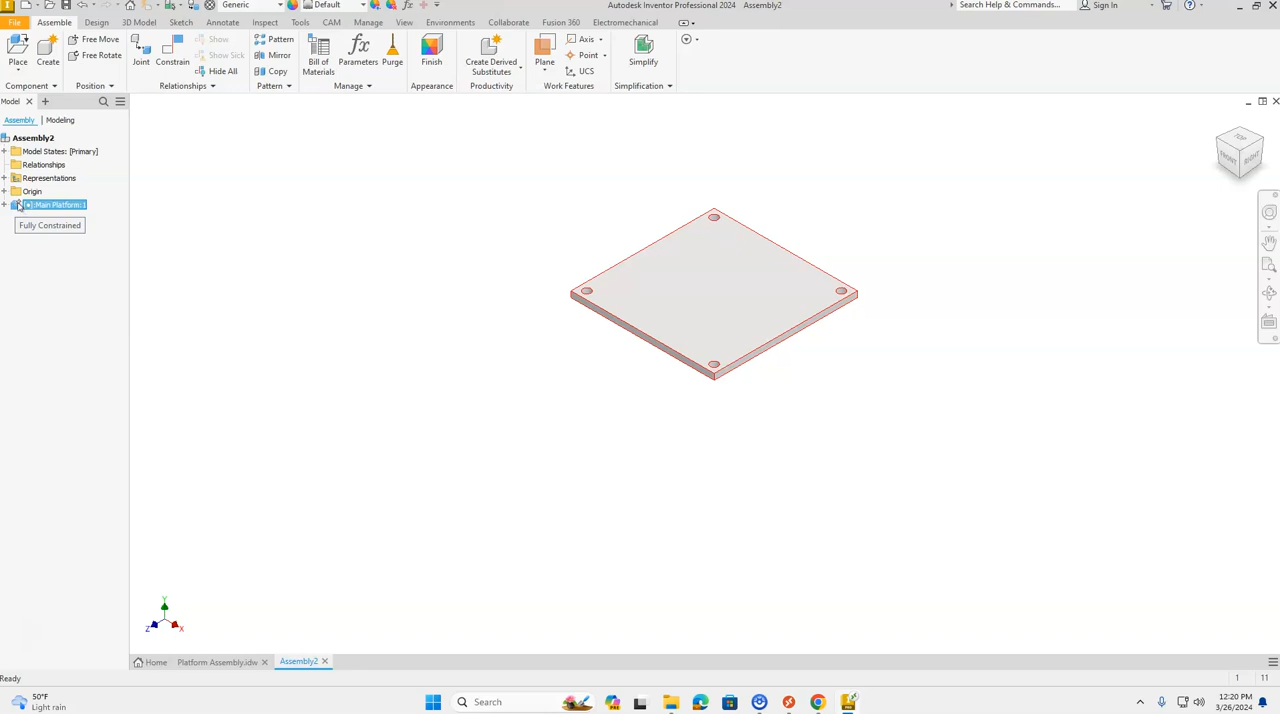 Generic
Default
Autodesk Inventor Professional 2024 Assembly2
Search Help & Commands...
Sign In
File Assemble Design 3D Model Sketch Annotate Inspect Tools CAM Manage View Environments Collaborate Fusion 360 Electromechanical
Place
Create
Free Move
Free Rotate
Joint
Constrain
Show
Show Sick
Hide All
Pattern
Mirror
Copy
Bill of Materials
Parameters
Purge
Finish
Create Derived Substitutes
Plane
Axis
Point
UCS
Simplify
Component Position Relationships Pattern Manage Appearance Productivity Work Features Simplification
Model
Assembly Modeling
Assembly2
Model States: [Primary]
Relationships
Representations
Origin
[•]:Main Platform:1
Fully Constrained
TOP
FRONT
RIGHT
Y
Z
X
Home Platform Assembly.idw Assembly2
Ready
1 11
50°F
Light rain
Search
12:20 PM
3/26/2024